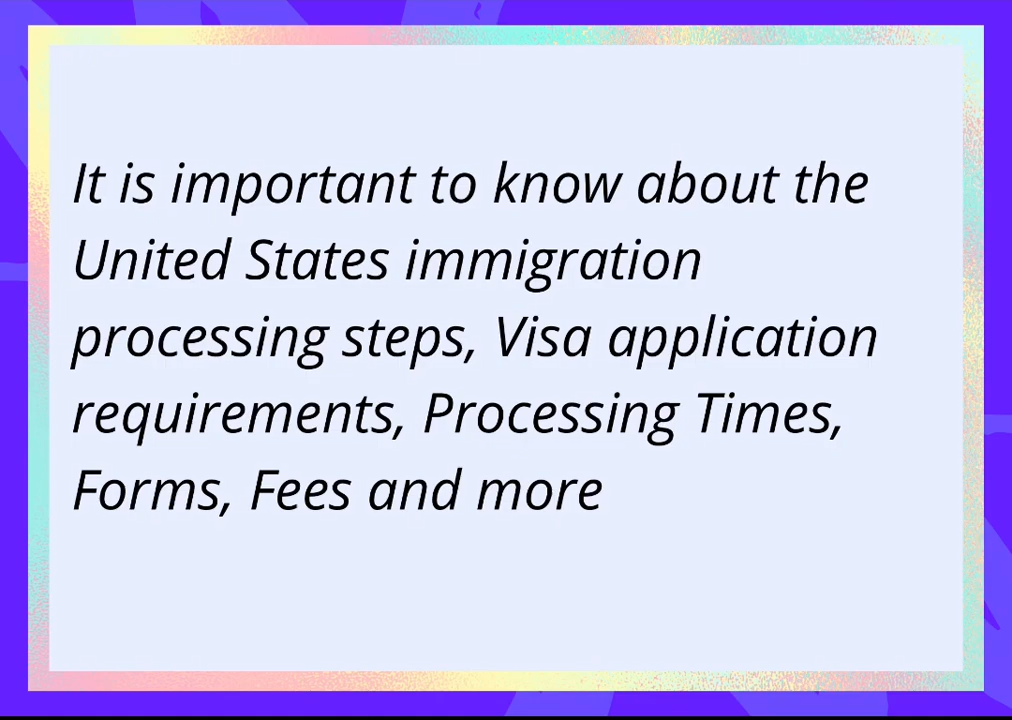 It is important to know about the
United States immigration
processing steps, Visa application
requirements, Processing Times,
Forms, Fees and more